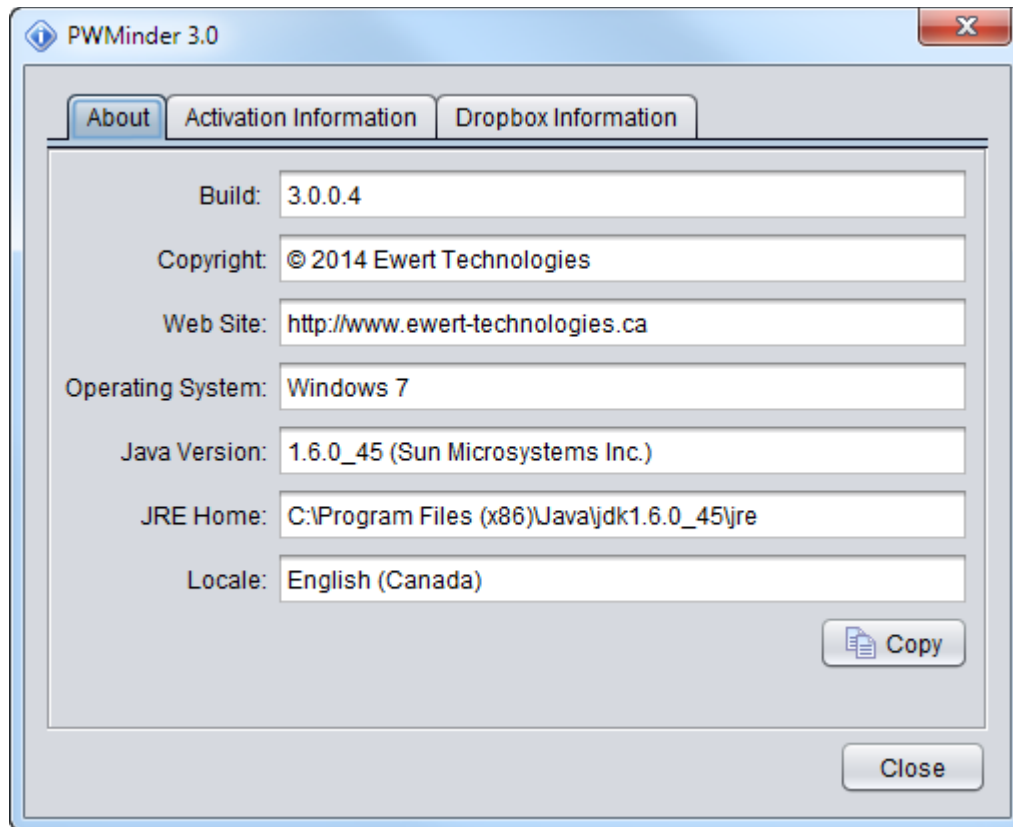 PWMinder 3.0
About Activation Information Dropbox Information
Build: 3.0.0.4
Copyright: © 2014 Ewert Technologies
Web Site: http://www.ewert-technologies.ca
Operating System: Windows 7
Java Version: 1.6.0_45 (Sun Microsystems Inc.)
JRE Home: C:\Program Files (x86)\Java\jdk1.6.0_45\jre
Locale: English (Canada)
Copy
Close